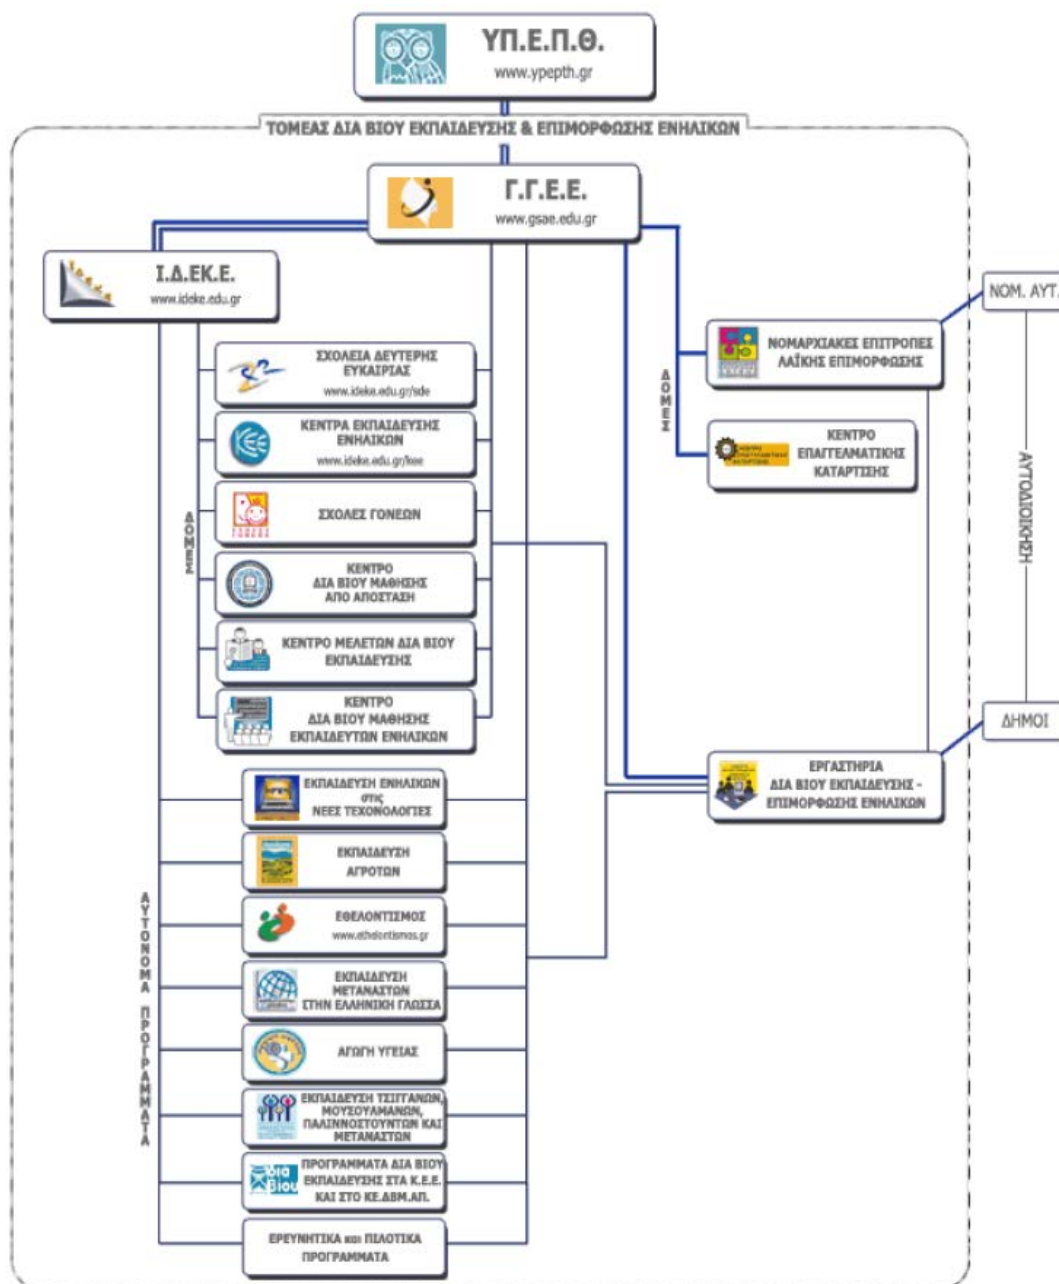 ΥΠ.Ε.Π.Θ.
www.ypepth.gr
ΤΟΜΕΑΣ ΔΙΑ ΒΙΟΥ ΕΚΠΑΙΔΕΥΣΗΣ & ΕΠΙΜΟΡΦΩΣΗΣ ΕΝΗΛΙΚΩΝ
Γ.Γ.Ε.Ε.
www.gsae.edu.gr
Ι.Δ.ΕΚ.Ε.
www.ideke.edu.gr
ΝΟΜ. ΑΥΤ.
ΔΟΜΕΣ
ΣΧΟΛΕΙΑ ΔΕΥΤΕΡΗΣ
ΕΥΚΑΙΡΙΑΣ
www.ideke.edu.gr/sde
ΚΕΝΤΡΑ ΕΚΠΑΙΔΕΥΣΗΣ
ΕΝΗΛΙΚΩΝ
www.ideke.edu.gr/kee
ΣΧΟΛΕΣ ΓΟΝΕΩΝ
ΚΕΝΤΡΟ
ΔΙΑ ΒΙΟΥ ΜΑΘΗΣΗΣ
ΑΠΟ ΑΠΟΣΤΑΣΗ
ΚΕΝΤΡΟ ΜΕΛΕΤΩΝ ΔΙΑ ΒΙΟΥ
ΕΚΠΑΙΔΕΥΣΗΣ
ΚΕΝΤΡΟ
ΔΙΑ ΒΙΟΥ ΜΑΘΗΣΗΣ
ΕΚΠΑΙΔΕΥΤΩΝ ΕΝΗΛΙΚΩΝ
ΔΟΜΕΣ
ΝΟΜΑΡΧΙΑΚΕΣ ΕΠΙΤΡΟΠΕΣ
ΛΑΪΚΗΣ ΕΠΙΜΟΡΦΩΣΗΣ
ΚΕΝΤΡΟ
ΕΠΑΓΓΕΛΜΑΤΙΚΗΣ
ΚΑΤΑΡΤΙΣΗΣ
ΑΥΤΟΔΙΟΙΚΗΣΗ
ΔΗΜΟΙ
ΕΡΓΑΣΤΗΡΙΑ
ΔΙΑ ΒΙΟΥ ΕΚΠΑΙΔΕΥΣΗΣ -
ΕΠΙΜΟΡΦΩΣΗΣ ΕΝΗΛΙΚΩΝ
ΑΥΤΟΝΟΜΑ ΠΡΟΓΡΑΜΜΑΤΑ
ΕΚΠΑΙΔΕΥΣΗ ΕΝΗΛΙΚΩΝ
στις
ΝΕΕΣ ΤΕΧΟΝΟΛΟΓΙΕΣ
ΕΚΠΑΙΔΕΥΣΗ
ΑΓΡΟΤΩΝ
ΕΘΕΛΟΝΤΙΣΜΟΣ
www.ethelontismos.gr
ΕΚΠΑΙΔΕΥΣΗ
ΜΕΤΑΝΑΣΤΩΝ
ΣΤΗΝ ΕΛΛΗΝΙΚΗ ΓΛΩΣΣΑ
ΑΓΩΓΗ ΥΓΕΙΑΣ
ΕΚΠΑΙΔΕΥΣΗ ΤΣΙΓΓΑΝΩΝ,
ΜΟΥΣΟΥΛΜΑΝΩΝ,
ΠΑΛΙΝΝΟΣΤΟΥΝΤΩΝ ΚΑΙ
ΜΕΤΑΝΑΣΤΩΝ
δια βιου
ΠΡΟΓΡΑΜΜΑΤΑ ΔΙΑ ΒΙΟΥ
ΕΚΠΑΙΔΕΥΣΗΣ ΣΤΑ Κ.Ε.Ε.
ΚΑΙ ΣΤΟ ΚΕ.ΔΒΜ.ΑΠ.
ΕΡΕΥΝΗΤΙΚΑ και ΠΙΛΟΤΙΚΑ
ΠΡΟΓΡΑΜΜΑΤΑ